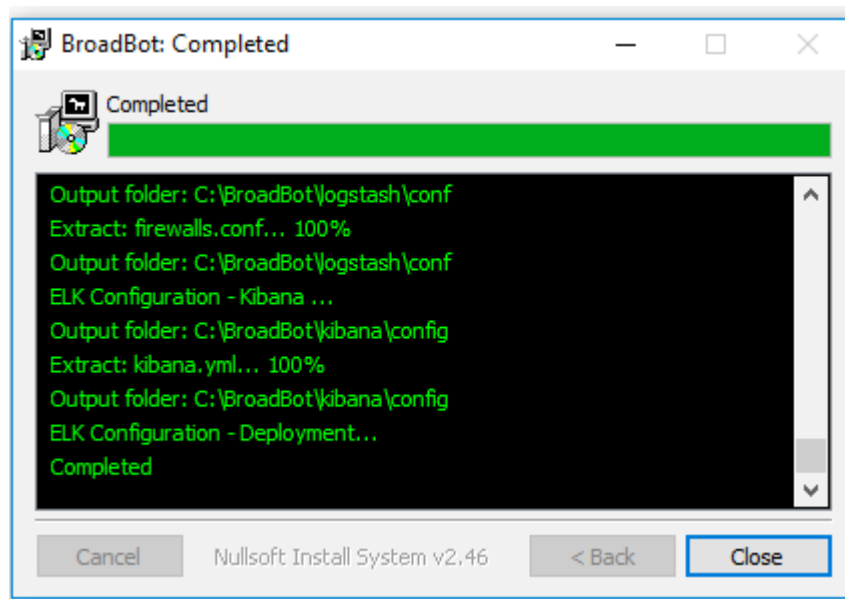 BroadBot: Completed
Completed
Output folder: C:\BroadBot\logstash\conf
Extract: firewalls.conf... 100%
Output folder: C:\BroadBot\logstash\conf
ELK Configuration - Kibana ...
Output folder: C:\BroadBot\kibana\config
Extract: kibana.yml... 100%
Output folder: C:\BroadBot\kibana\config
ELK Configuration - Deployment...
Completed
Cancel Nullsoft Install System v2.46 < Back Close